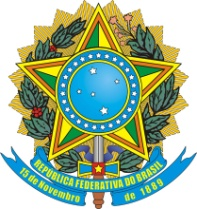 REPÚBLICA FEDERATIVA DO BRASIL
15 de Novembro de 1889